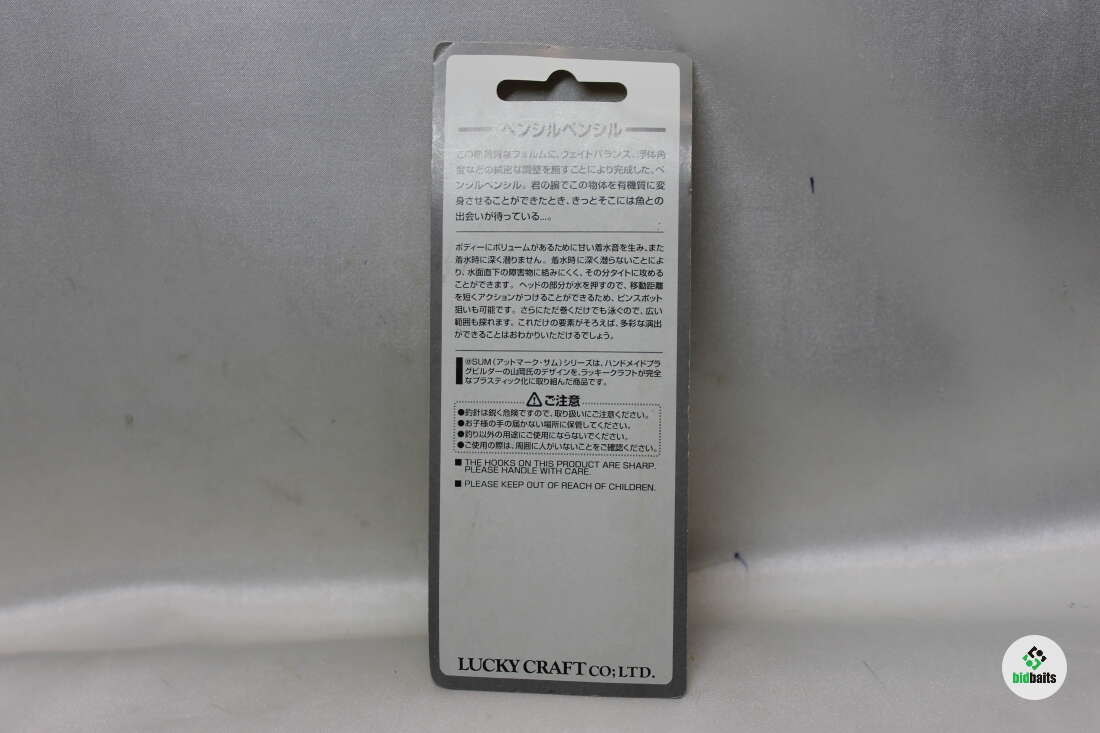 ペンシルペンシル
この無機質なフォルムに、ウェイトバランス、浮体角
度などの綿密な調整を施すことにより完成した、ペ
ンシルペンシル。君の腕でこの物体を有機質に変
身させることができたとき、きっとそこには魚との
出会いが待っている…。
ボディーにボリュームがあるために甘い着水音を生み、また
着水時に深く潜りません。着水時に深く潜らないことによ
り、水面直下の障害物に絡みにくく、その分タイトに攻める
ことができます。ヘッドの部分が水を押すので、移動距離
を短くアクションがつけることができるため、ピンスポット
狙いも可能です。さらにただ巻くだけでも泳ぐので、広い
範囲も探れます。これだけの要素がそろえば、多彩な演出
ができることはおわかりいただけるでしょう。
@SUM(アットマーク・サム)シリーズは、ハンドメイドプラ
グビルダーの山岡氏のデザインを、ラッキークラフトが完全
なプラスティック化に取り組んだ商品です。
ご注意
●釣針は鋭く危険ですので、取り扱いにご注意ください。
●お子様の手の届かない場所に保管してください。
●釣り以外の用途にご使用にならないでください。
●ご使用の際は、周囲に人がいないことをご確認ください。
■ THE HOOKS ON THIS PRODUCT ARE SHARP.
PLEASE HANDLE WITH CARE.
■ PLEASE KEEP OUT OF REACH OF CHILDREN.
LUCKY CRAFT CO;LTD.
bidbaits